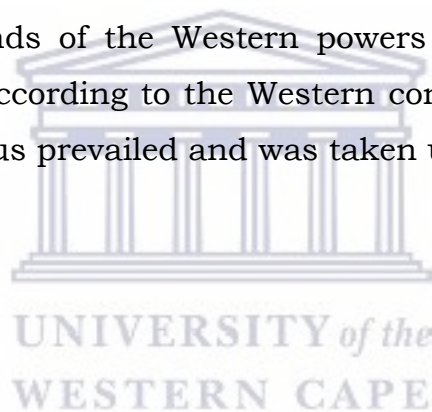 nds of the Western powers
ccording to the Western con
us prevailed and was taken u
UNIVERSITY of the
WESTERN CAPE